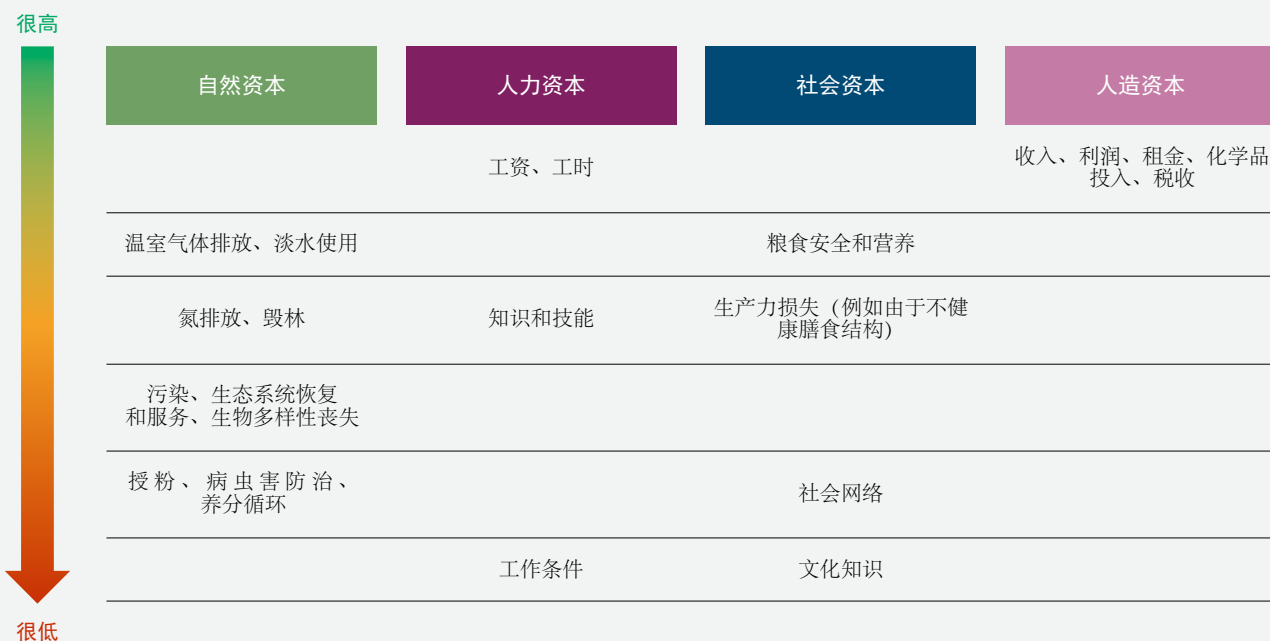 很高
自然资本
人力资本
社会资本
人造资本
工资、工时
收入、利润、租金、化学品
投入、税收
温室气体排放、淡水使用
粮食安全和营养
氮排放、毁林
知识和技能
生产力损失（例如由于不健
康膳食结构）
污染、生态系统恢复
和服务、生物多样性丧失
授粉、病虫害防治、
养分循环
社会网络
工作条件
文化知识
很低